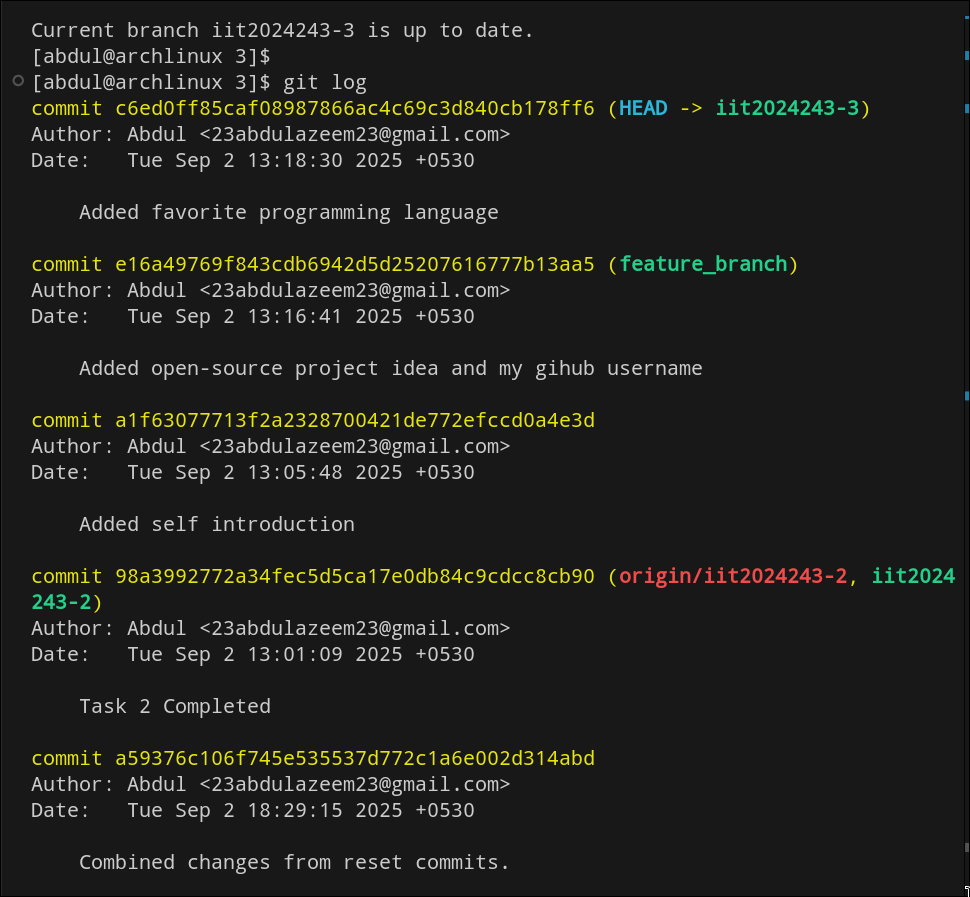 Current branch iit2024243-3 is up to date.
[abdul@archlinux 3]$
[abdul@archlinux 3]$ git log
commit c6ed0ff85caf08987866ac4c69c3d840cb178ff6 (HEAD -> iit2024243-3)
Author: Abdul <23abdulazeem23@gmail.com>
Date:   Tue Sep 2 13:18:30 2025 +0530
    Added favorite programming language
commit e16a49769f843cdb6942d5d25207616777b13aa5 (feature_branch)
Author: Abdul <23abdulazeem23@gmail.com>
Date:   Tue Sep 2 13:16:41 2025 +0530
    Added open-source project idea and my gihub username
commit a1f63077713f2a2328700421de772efccd0a4e3d
Author: Abdul <23abdulazeem23@gmail.com>
Date:   Tue Sep 2 13:05:48 2025 +0530
    Added self introduction
commit 98a3992772a34fec5d5ca17e0db84c9cdcc8cb90 (origin/iit2024243-2, iit2024
243-2)
Author: Abdul <23abdulazeem23@gmail.com>
Date:   Tue Sep 2 13:01:09 2025 +0530
    Task 2 Completed
commit a59376c106f745e535537d772c1a6e002d314abd
Author: Abdul <23abdulazeem23@gmail.com>
Date:   Tue Sep 2 18:29:15 2025 +0530
    Combined changes from reset commits.